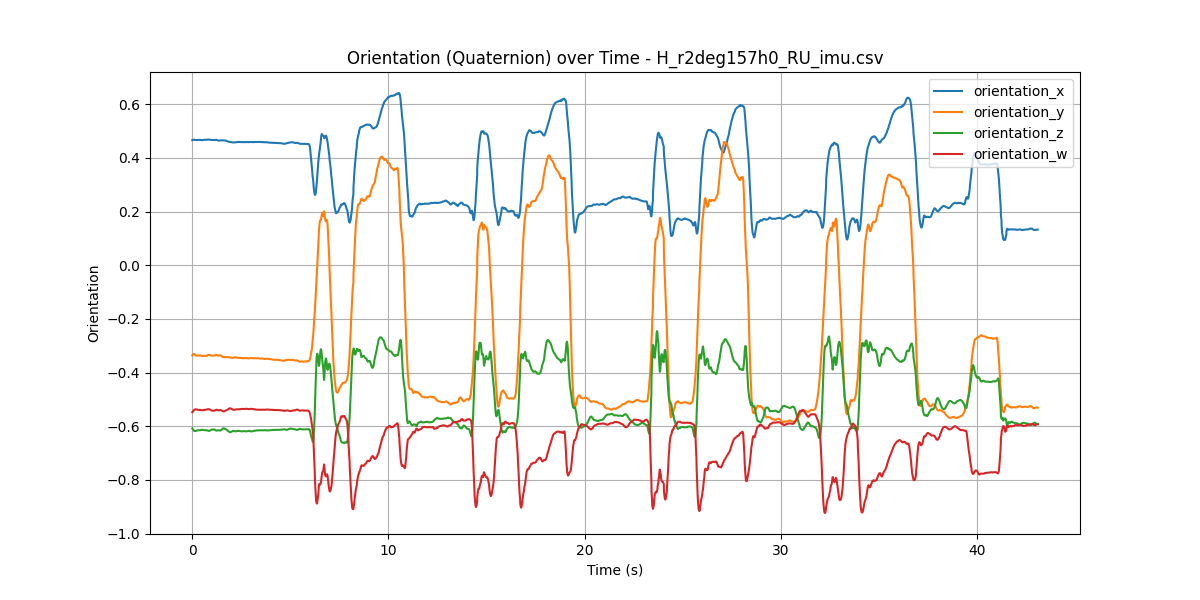 Orientation (Quaternion) over Time - H_r2deg157h0_RU_imu.csv
orientation_x
orientation_y
orientation_z
orientation_w
Orientation
0.6
0.4
0.2
0.0
−0.2
−0.4
−0.6
−0.8
−1.0
0
10
20
30
40
Time (s)